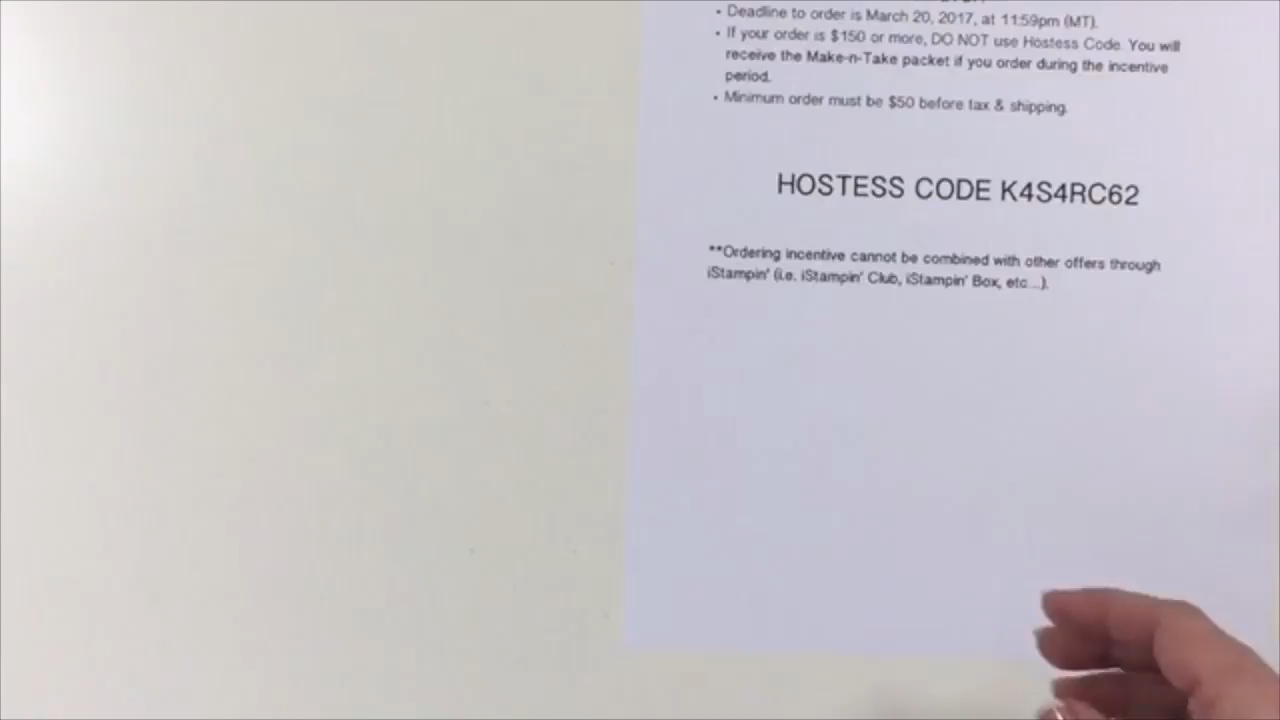 • Deadline to order is March 20, 2017, at 11:59pm (MT).
• If your order is $150 or more, DO NOT use Hostess Code. You will
receive the Make-n-Take packet if you order during the incentive
period.
• Minimum order must be $50 before tax & shipping.
HOSTESS CODE K4S4RC62
**Ordering incentive cannot be combined with other offers through
iStampin' (i.e. iStampin' Club, iStampin' Box, etc...).